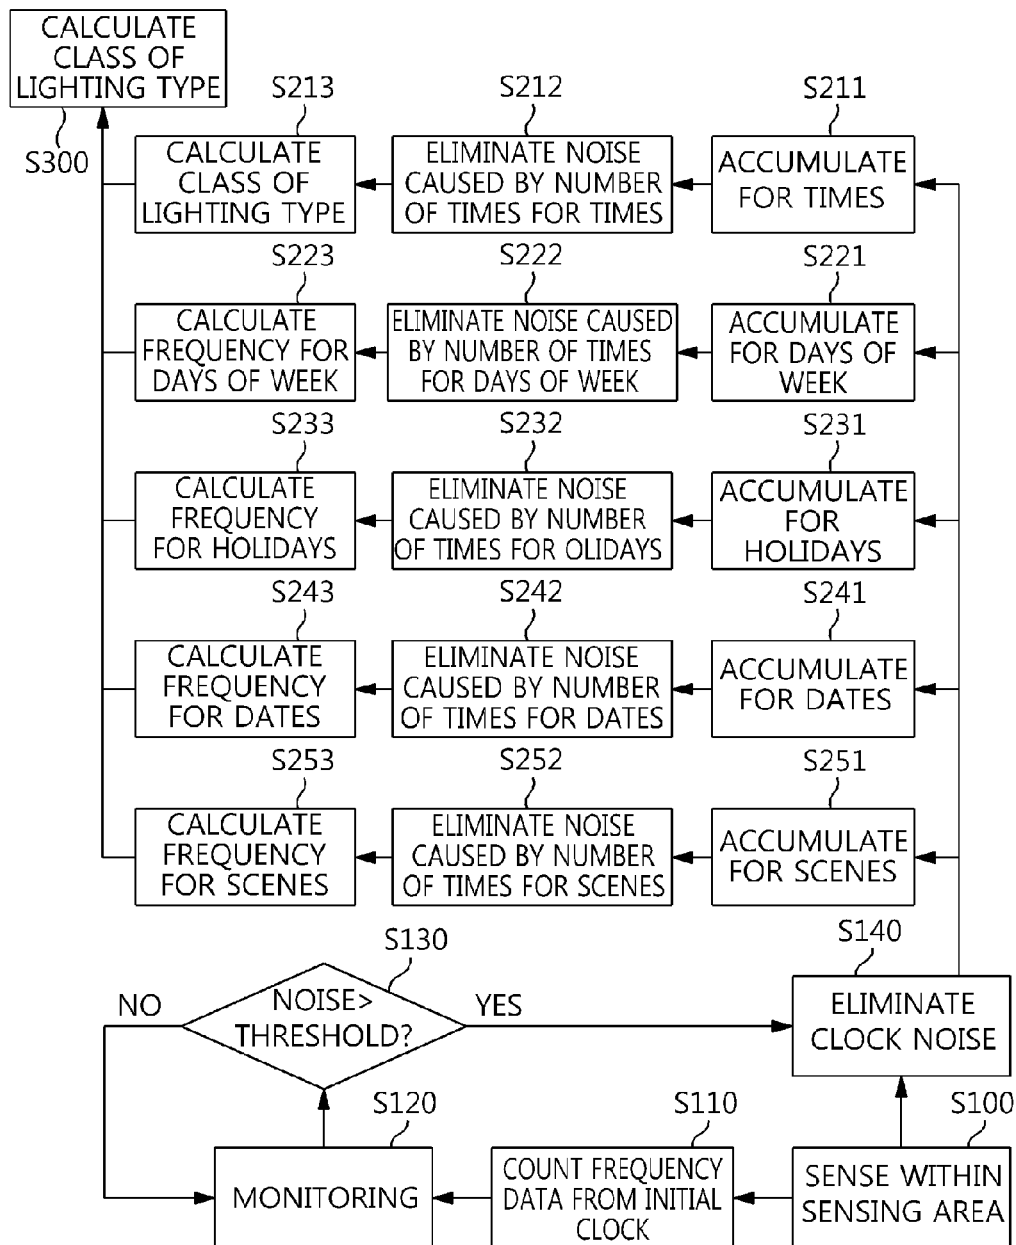 CALCULATE
CLASS OF
LIGHTING TYPE
S300
S213
S212
S211
CALCULATE
CLASS OF
LIGHTING TYPE
ELIMINATE NOISE
CAUSED BY NUMBER
OF TIMES FOR TIMES
ACCUMULATE
FOR TIMES
S223
S222
S221
CALCULATE
FREQUENCY FOR
DAYS OF WEEK
ELIMINATE NOISE CAUSED
BY NUMBER OF TIMES
FOR DAYS OF WEEK
ACCUMULATE
FOR DAYS OF
WEEK
S233
S232
S231
CALCULATE
FREQUENCY
FOR HOLIDAYS
ELIMINATE NOISE
CAUSED BY NUMBER
OF TIMES FOR OLIDAYS
ACCUMULATE
FOR
HOLIDAYS
S243
S242
S241
CALCULATE
FREQUENCY
FOR DATES
ELIMINATE NOISE
CAUSED BY NUMBER
OF TIMES FOR DATES
ACCUMULATE
FOR DATES
S253
S252
S251
CALCULATE
FREQUENCY
FOR SCENES
ELIMINATE NOISE
CAUSED BY NUMBER
OF TIMES FOR SCENES
ACCUMULATE
FOR SCENES
S130
S140
NO
NOISE>
THRESHOLD?
YES
ELIMINATE
CLOCK NOISE
S120
S110
S100
MONITORING
COUNT FREQUENCY
DATA FROM INITIAL
CLOCK
SENSE WITHIN
SENSING AREA